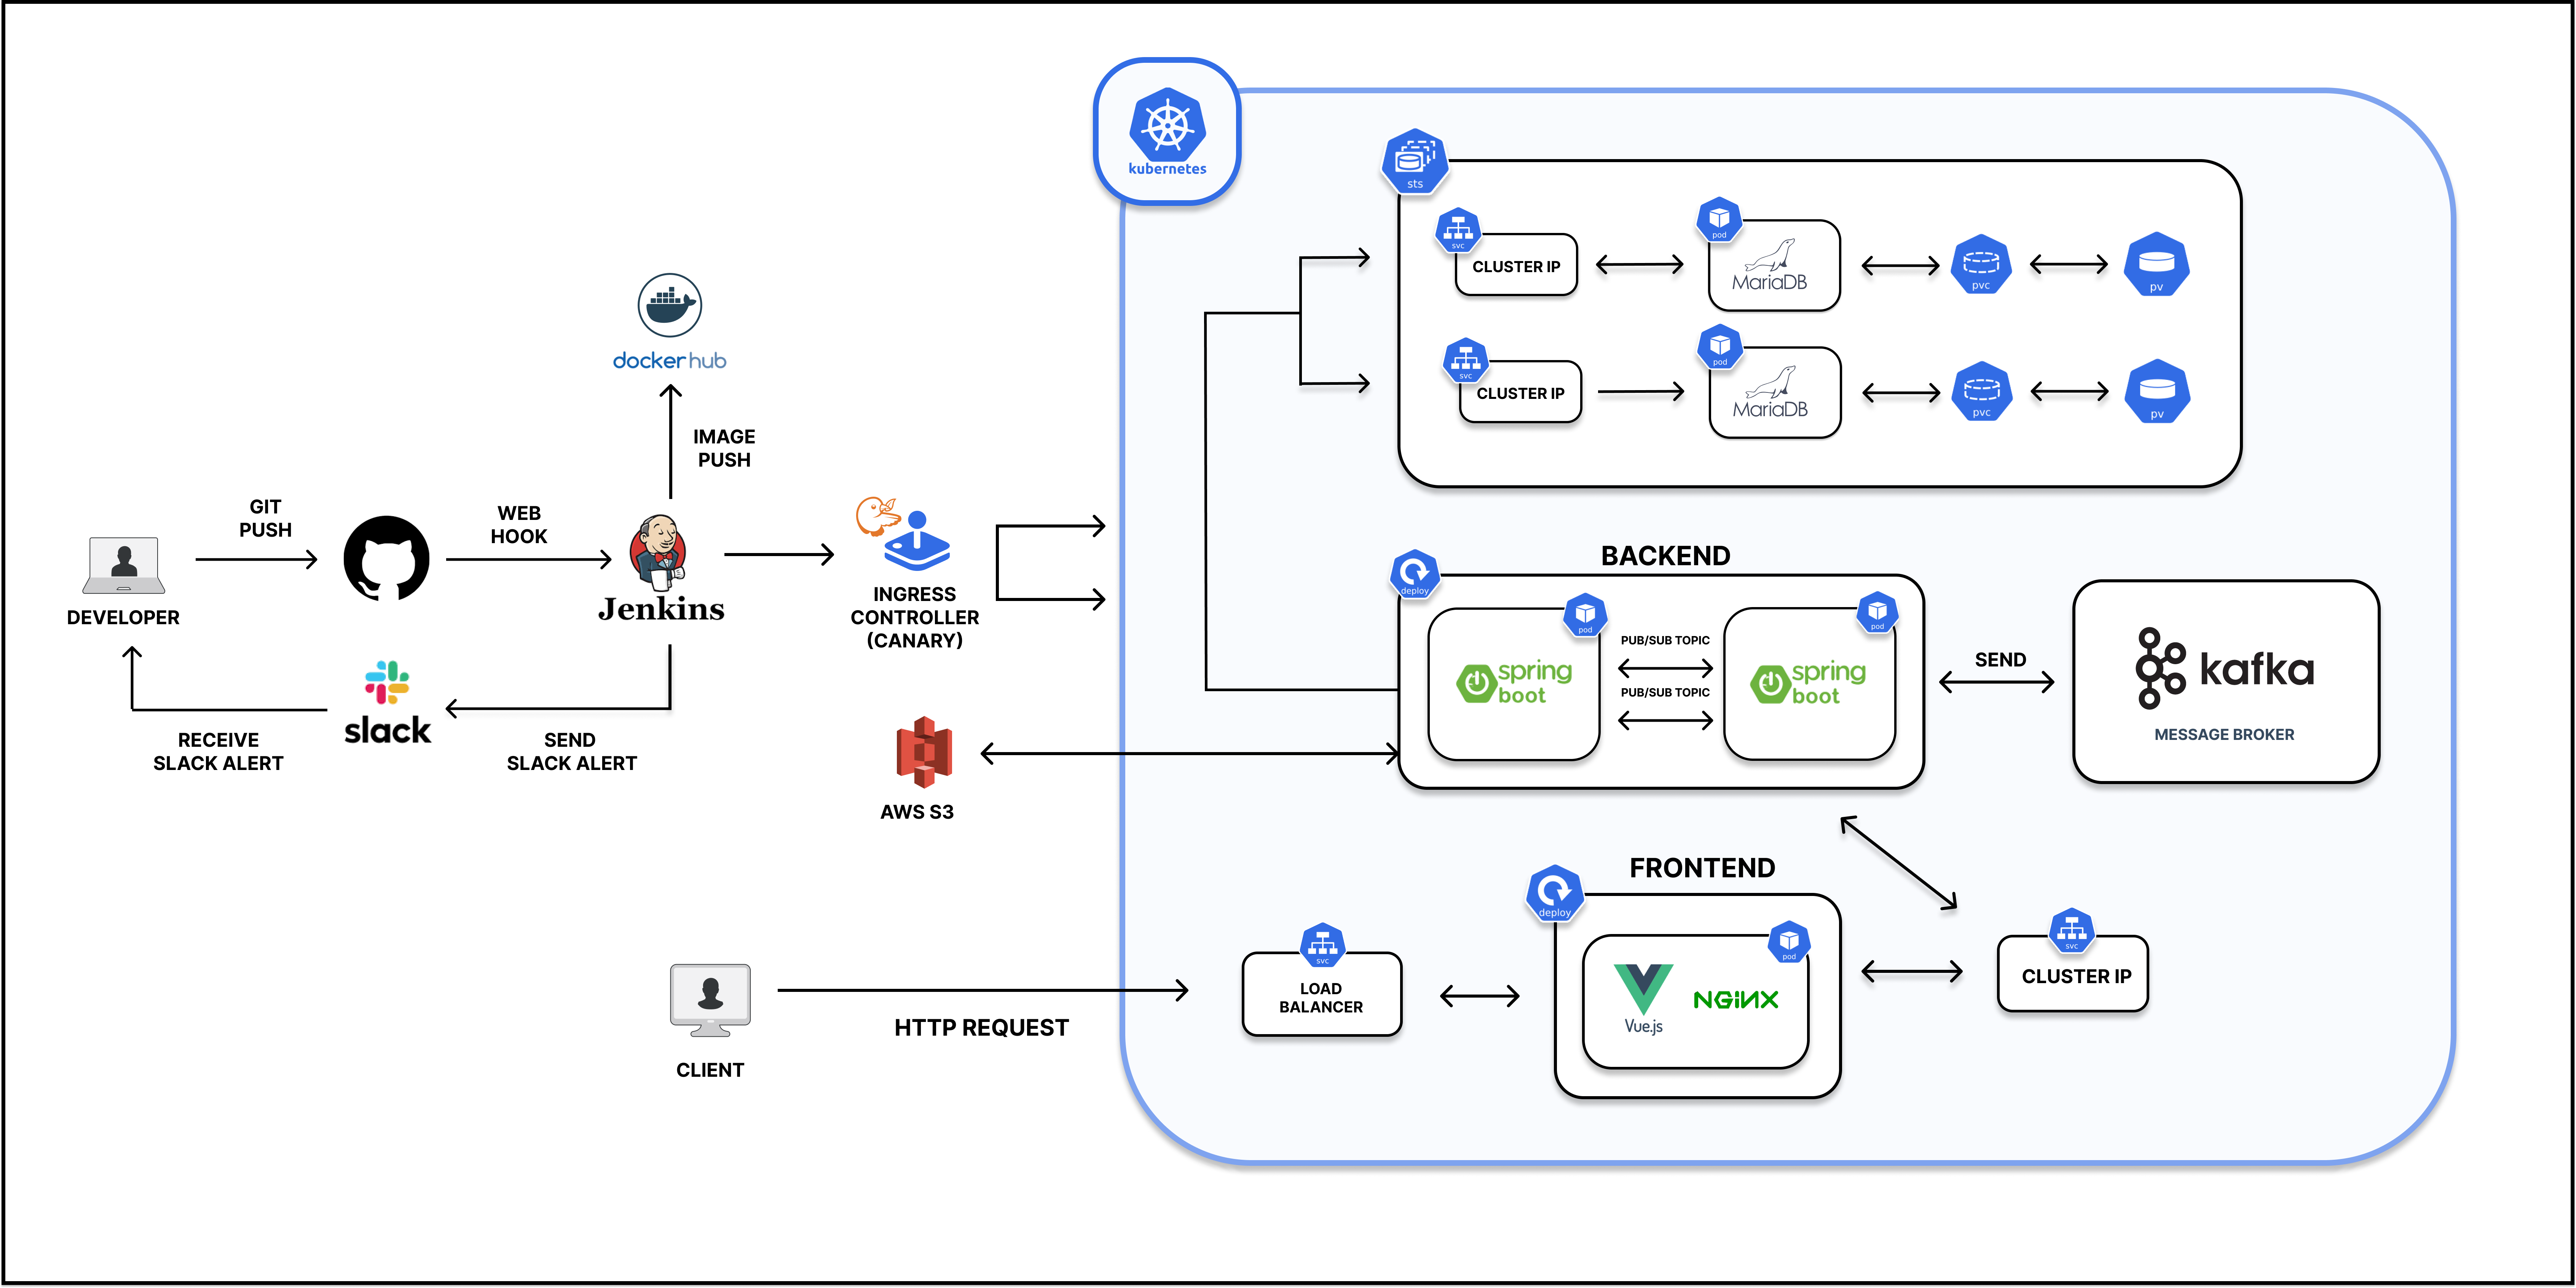 kubernetes
sts
svc
CLUSTER IP
pod
MariaDB
pvc
pv
svc
CLUSTER IP
pod
MariaDB
pvc
pv
dockerhub
IMAGE
PUSH
GIT
PUSH
WEB
HOOK
DEVELOPER
Jenkins
INGRESS
CONTROLLER
(CANARY)
slack
RECEIVE
SLACK ALERT
SEND
SLACK ALERT
AWS S3
BACKEND
deploy
pod
spring
boot
PUB/SUB TOPIC
PUB/SUB TOPIC
pod
spring
boot
SEND
kafka
MESSAGE BROKER
FRONTEND
deploy
pod
Vue.js
NGINX
svc
LOAD
BALANCER
svc
CLUSTER IP
HTTP REQUEST
CLIENT